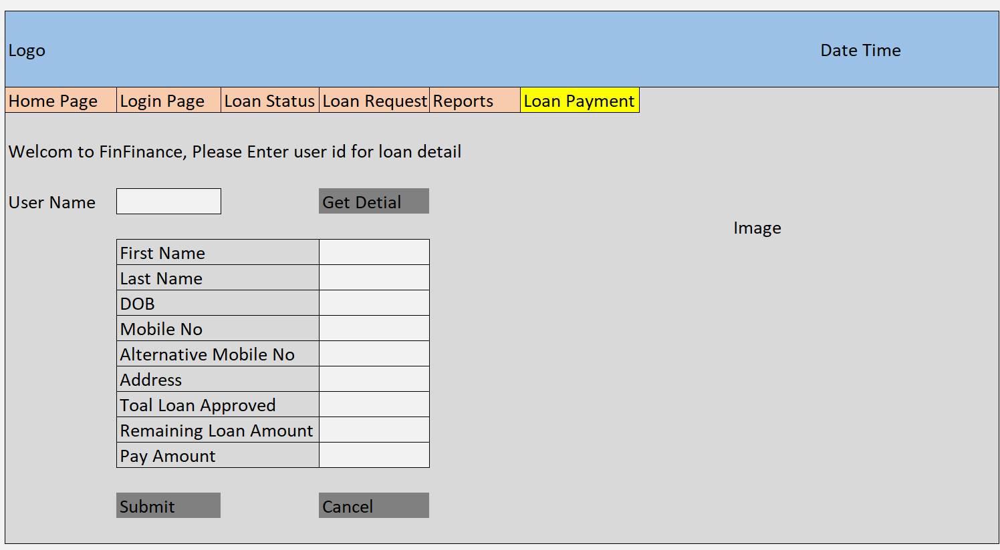 Logo
Date Time
Home Page
Login Page
Loan Status
Loan Request
Reports
Loan Payment
Welcom to FinFinance, Please Enter user id for loan detail
User Name
Get Detial
Image
First Name
Last Name
DOB
Mobile No
Alternative Mobile No
Address
Toal Loan Approved
Remaining Loan Amount
Pay Amount
Submit
Cancel